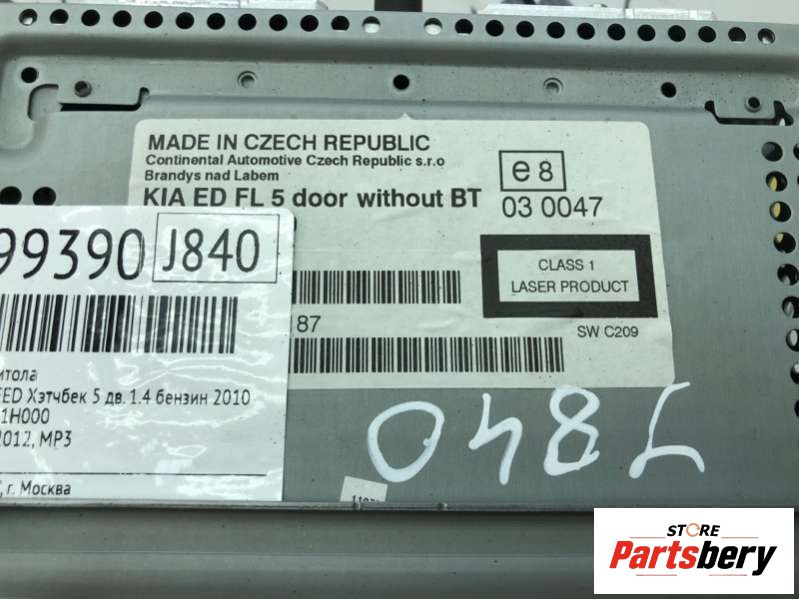 MADE IN CZECH REPUBLIC
Continental Automotive Czech Republic s.r.o
Brandys nad Labem
KIA ED FL 5 door without BT
e8
03 0047
CLASS 1
LASER PRODUCT
87
SW C209
99390 J840
итола
EED Хэтчбек 5 дв. 1.4 бензин 2010
1H000
2012, MP3
, г. Москва
J840
STORE
Partsbery